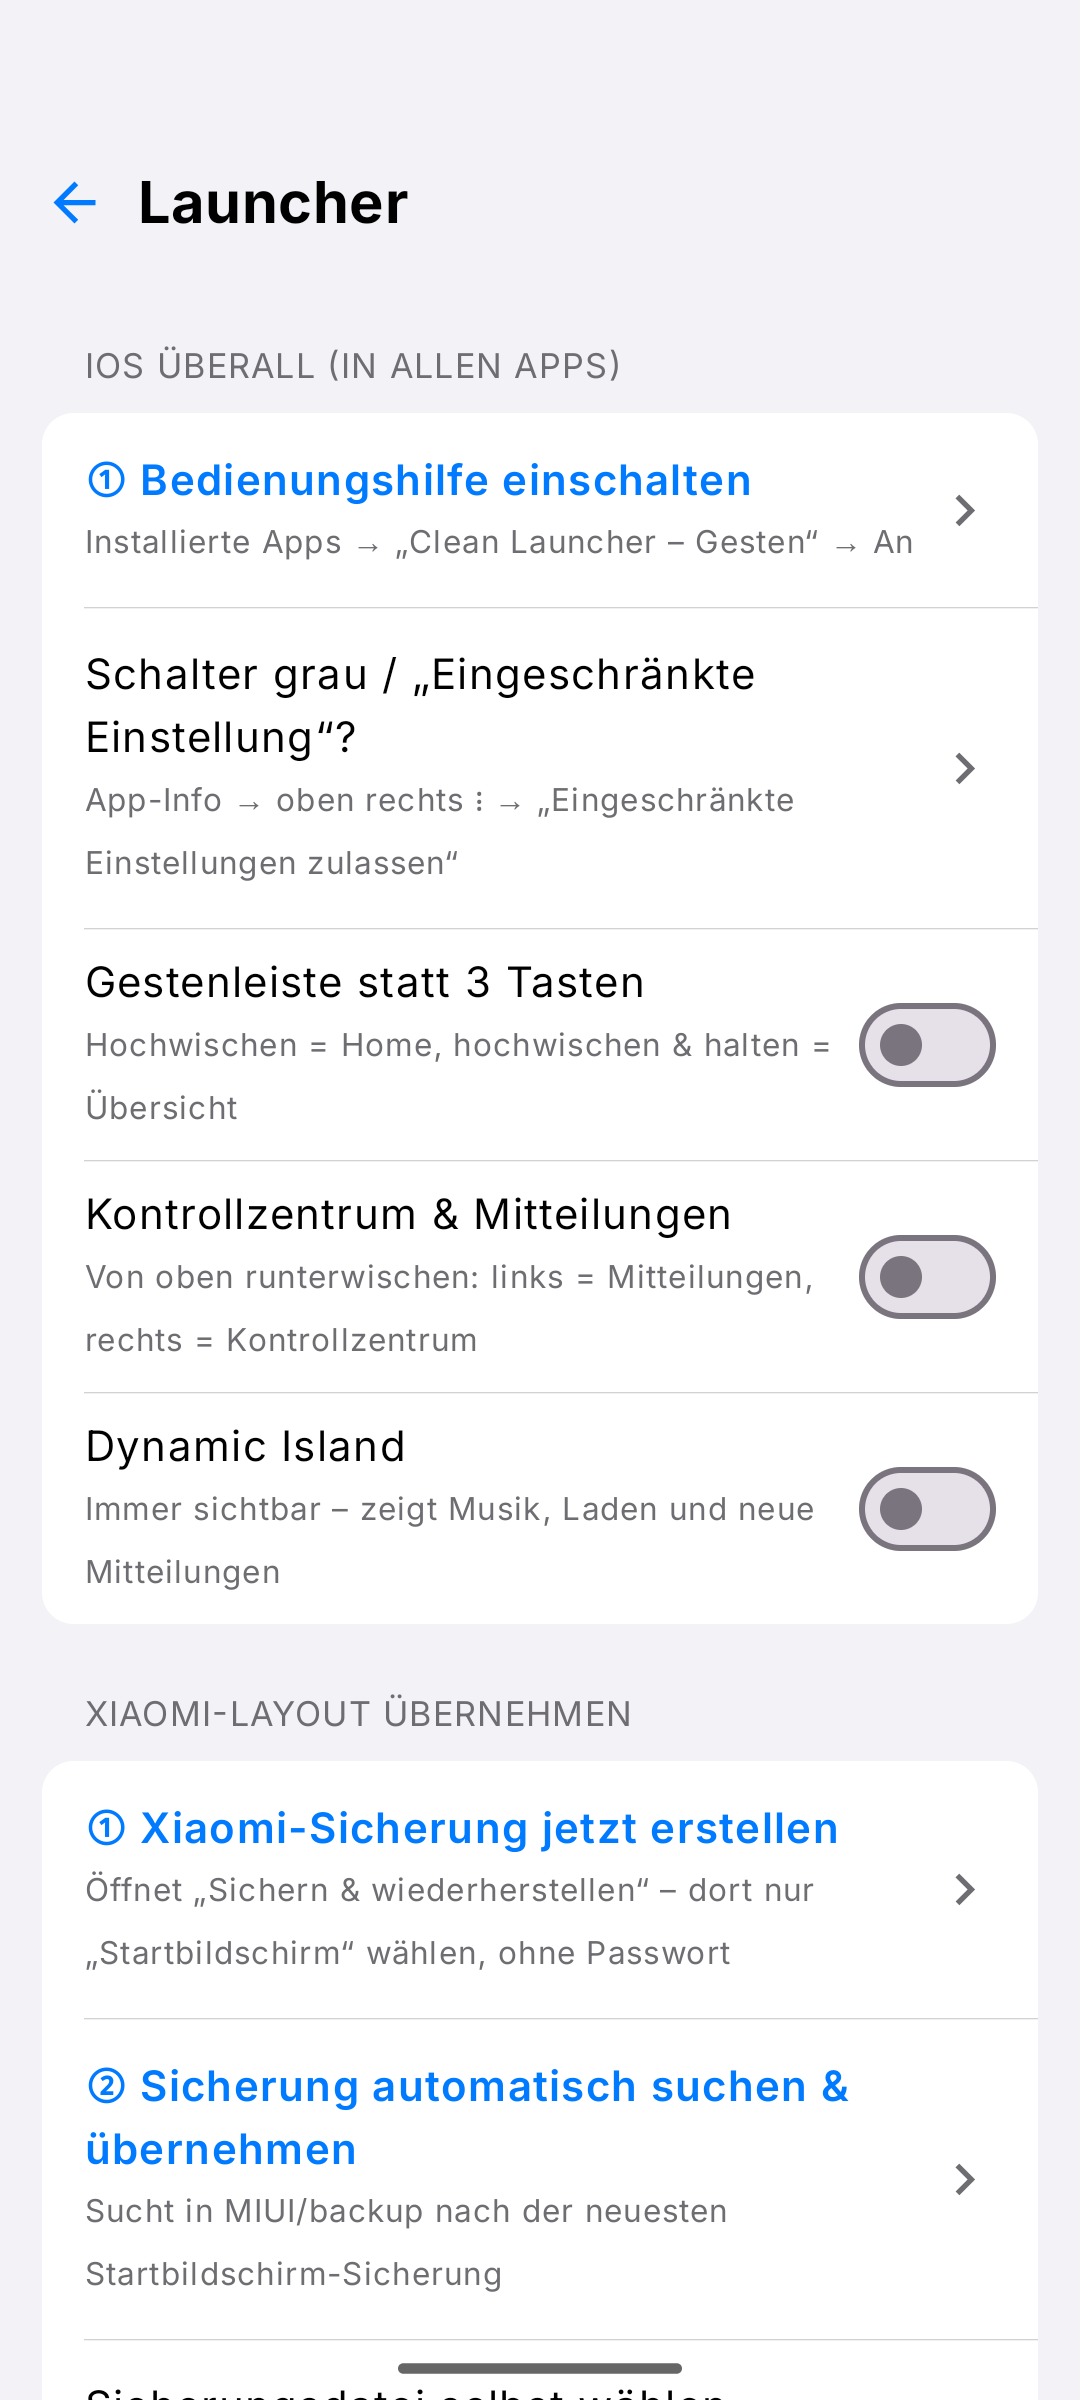 Launcher
IOS ÜBERALL (IN ALLEN APPS)
① Bedienungshilfe einschalten
Installierte Apps → „Clean Launcher – Gesten“ → An
Schalter grau / „Eingeschränkte
Einstellung“?
App-Info → oben rechts ⋮ → „Eingeschränkte
Einstellungen zulassen“
Gestenleiste statt 3 Tasten
Hochwischen = Home, hochwischen & halten =
Übersicht
Kontrollzentrum & Mitteilungen
Von oben runterwischen: links = Mitteilungen,
rechts = Kontrollzentrum
Dynamic Island
Immer sichtbar – zeigt Musik, Laden und neue
Mitteilungen
XIAOMI-LAYOUT ÜBERNEHMEN
① Xiaomi-Sicherung jetzt erstellen
Öffnet „Sichern & wiederherstellen“ – dort nur
„Startbildschirm“ wählen, ohne Passwort
② Sicherung automatisch suchen &
übernehmen
Sucht in MIUI/backup nach der neuesten
Startbildschirm-Sicherung
Sicherungsdatei selbst wählen